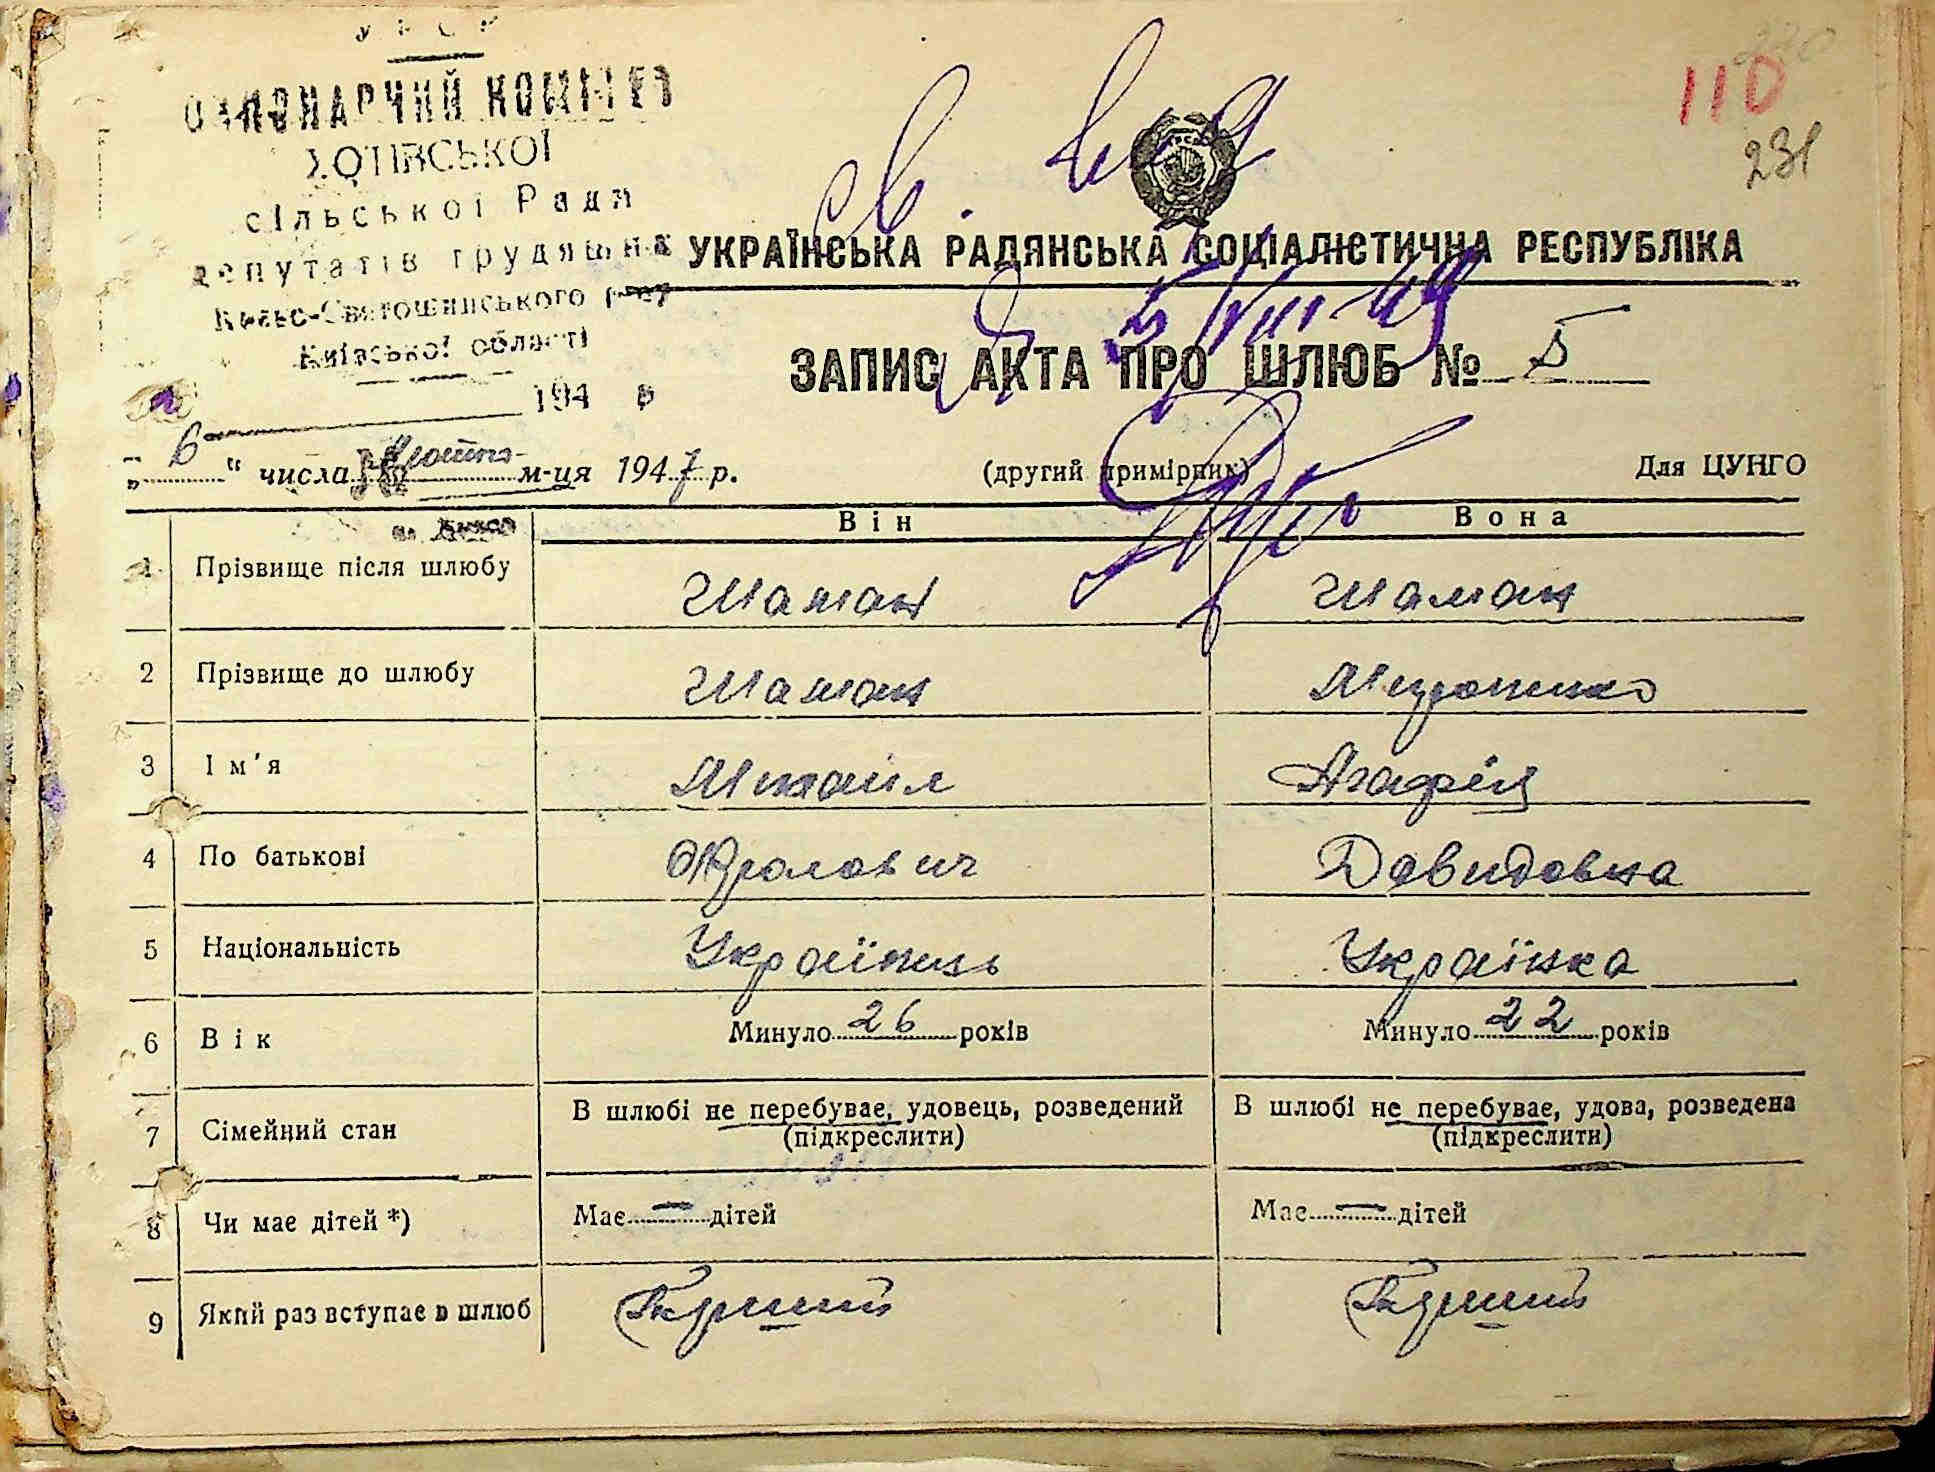 У Р С Р
ВИКОНАВЧИЙ КОМІТЕТ
ХОТІВСЬКОЇ
сільської Ради
депутатів трудящих
Києво-Святошинського р-ну
Київської області
194 р
110
231
УКРАЇНСЬКА РАДЯНСЬКА СОЦІАЛІСТИЧНА РЕСПУБЛІКА
5/VIII-49
ЗАПИС АКТА ПРО ШЛЮБ № 5
„ 6 “ числа м-ця 1947 р.
(другий примірник)
Для ЦУНГО
Він
Вона
1 Прізвище після шлюбу Шаман Шаман
2 Прізвище до шлюбу Шаман Мироненко
3 Ім'я Михаіл Агафія
4 По батькові Фролович Давидовна
5 Національність Українець Українка
6 Вік Минуло 26 років Минуло 22 років
7 Сімейний стан В шлюбі не перебуває, удовець, розведений (підкреслити) В шлюбі не перебуває, удова, розведена (підкреслити)
8 Чи має дітей *) Має — дітей Має — дітей
9 Який раз вступає в шлюб Перший Перший